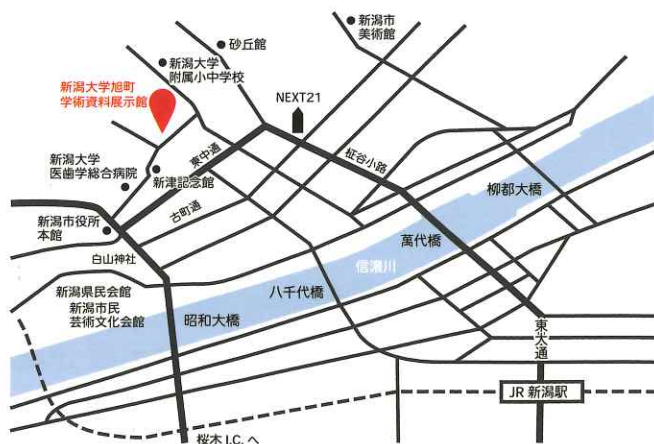 新潟市
美術館
砂丘館
新潟大学
附属小中学校
新潟大学旭町
学術資料展示館
NEXT21
東中通
柾谷小路
新潟大学
医歯学総合病院
新津記念館
柳都大橋
古町通
新潟市役所
本館
萬代橋
白山神社
信濃川
新潟県民会館
新潟市民
芸術文化会館
八千代橋
昭和大橋
東大通
JR 新潟駅
桜木 I.C. へ